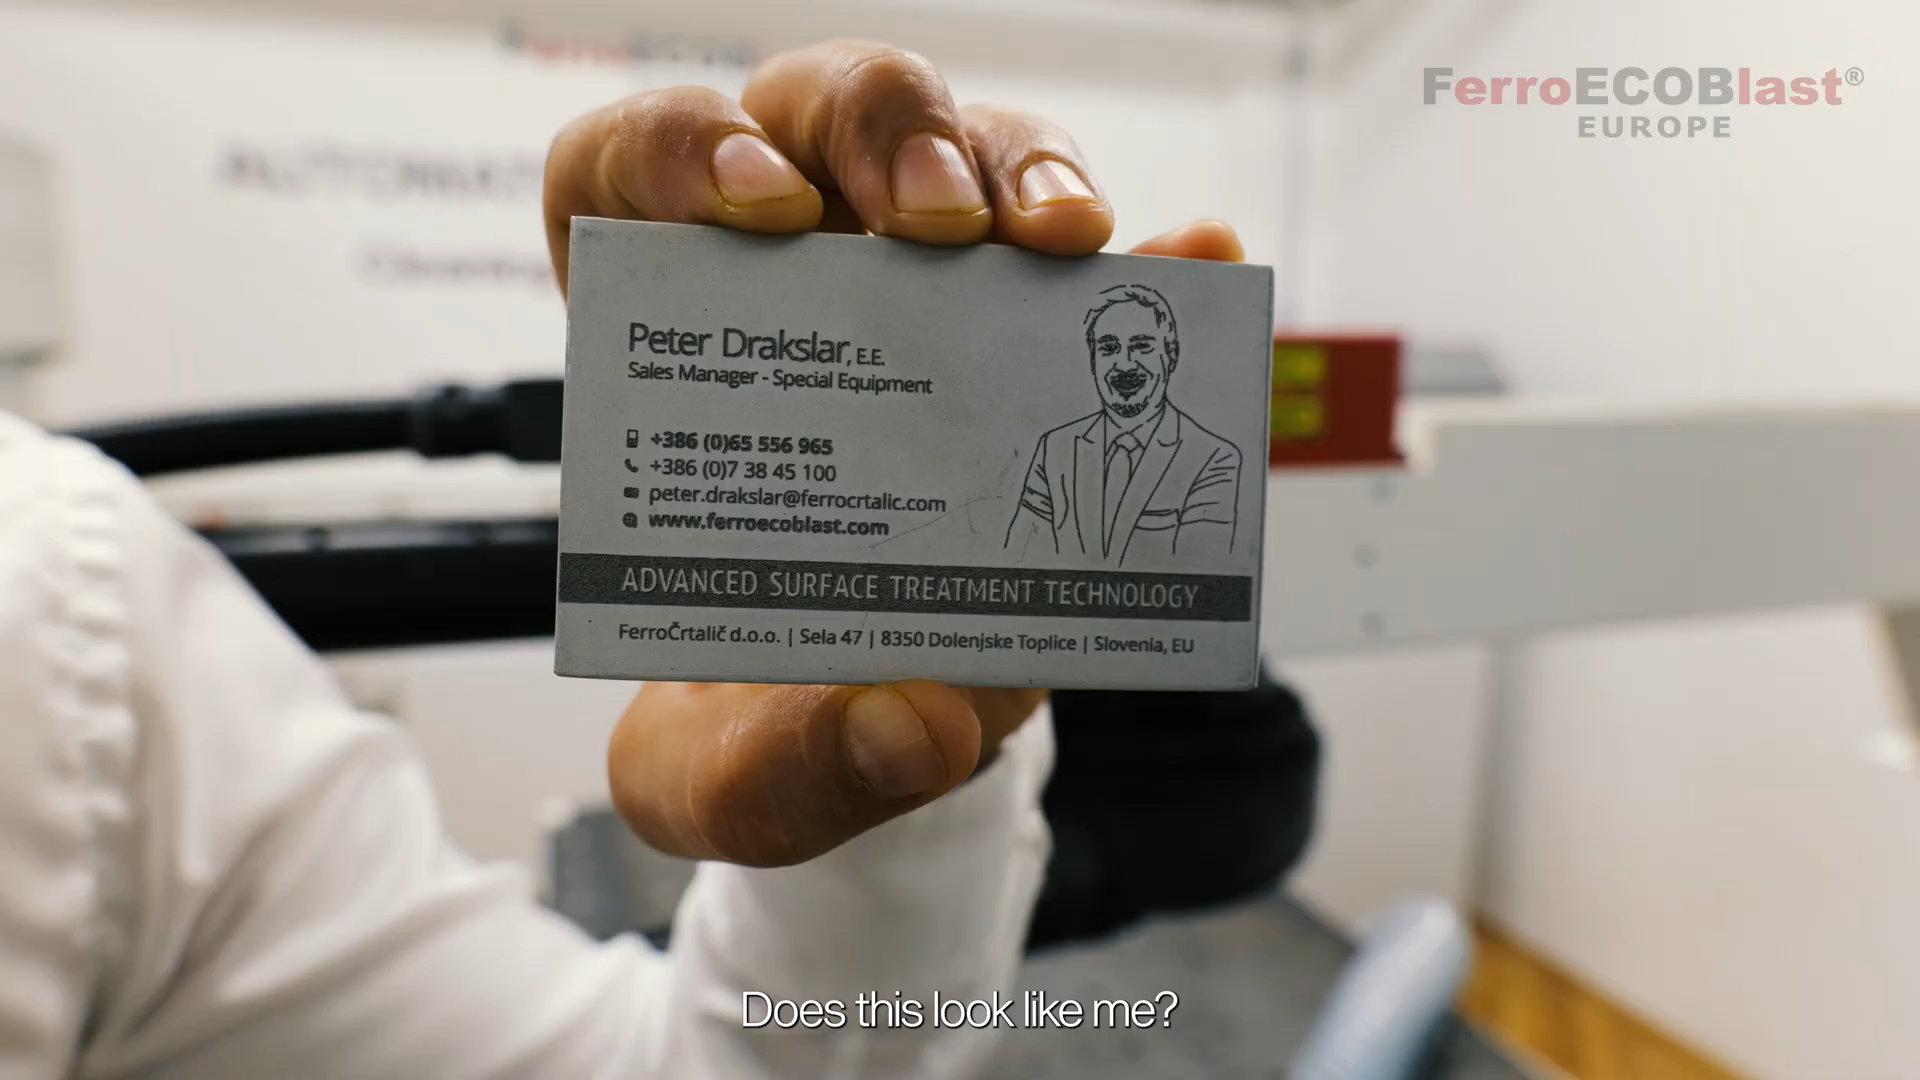 FerroECOBlast®
EUROPE
Peter Drakslar, E.E.
Sales Manager - Special Equipment
+386 (0)65 556 965
+386 (0)7 38 45 100
peter.drakslar@ferrocrtalic.com
www.ferroecoblast.com
ADVANCED SURFACE TREATMENT TECHNOLOGY
FerroČrtalič d.o.o. | Sela 47 | 8350 Dolenjske Toplice | Slovenia, EU
Does this look like me?